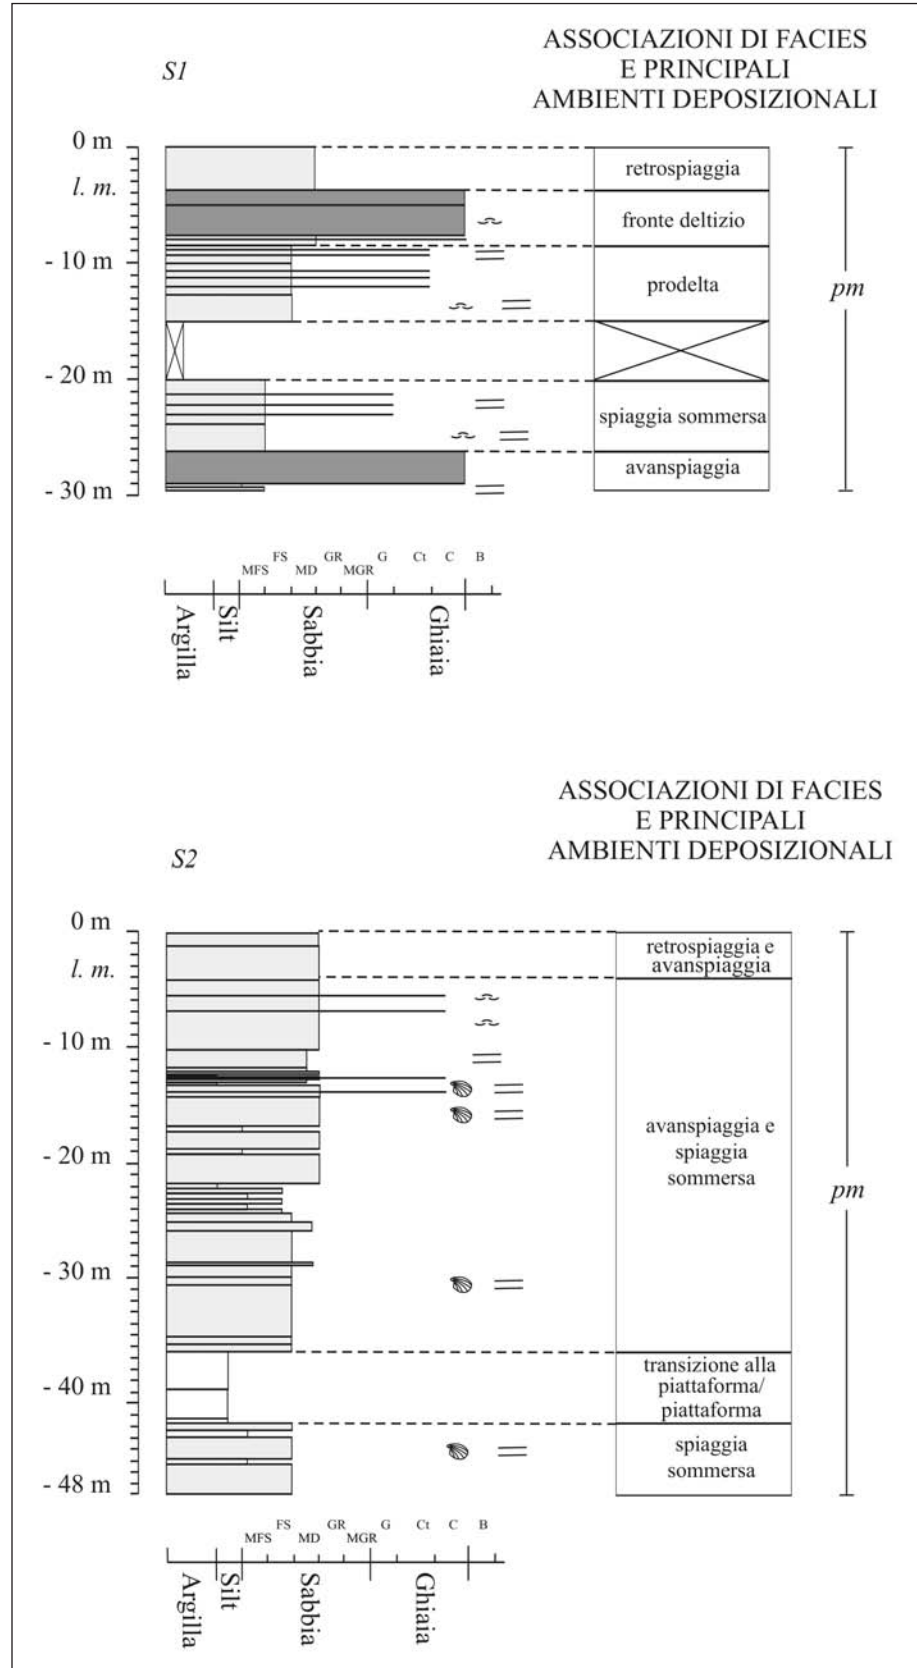 ASSOCIAZIONI DI FACIES
E PRINCIPALI
AMBIENTI DEPOSIZIONALI
S1
0 m
l. m.
- 10 m
- 20 m
- 30 m
retrospiaggia
fronte deltizio
prodelta
spiaggia sommersa
avanspiaggia
pm
FS GR G Ct C B
MFS MD MGR
Argilla
Silt
Sabbia
Ghiaia
ASSOCIAZIONI DI FACIES
E PRINCIPALI
AMBIENTI DEPOSIZIONALI
S2
0 m
l. m.
- 10 m
- 20 m
- 30 m
- 40 m
- 48 m
retrospiaggia e
avanspiaggia
avanspiaggia e
spiaggia
sommersa
transizione alla
piattaforma/
piattaforma
spiaggia
sommersa
pm
FS GR G Ct C B
MFS MD MGR
Argilla
Silt
Sabbia
Ghiaia